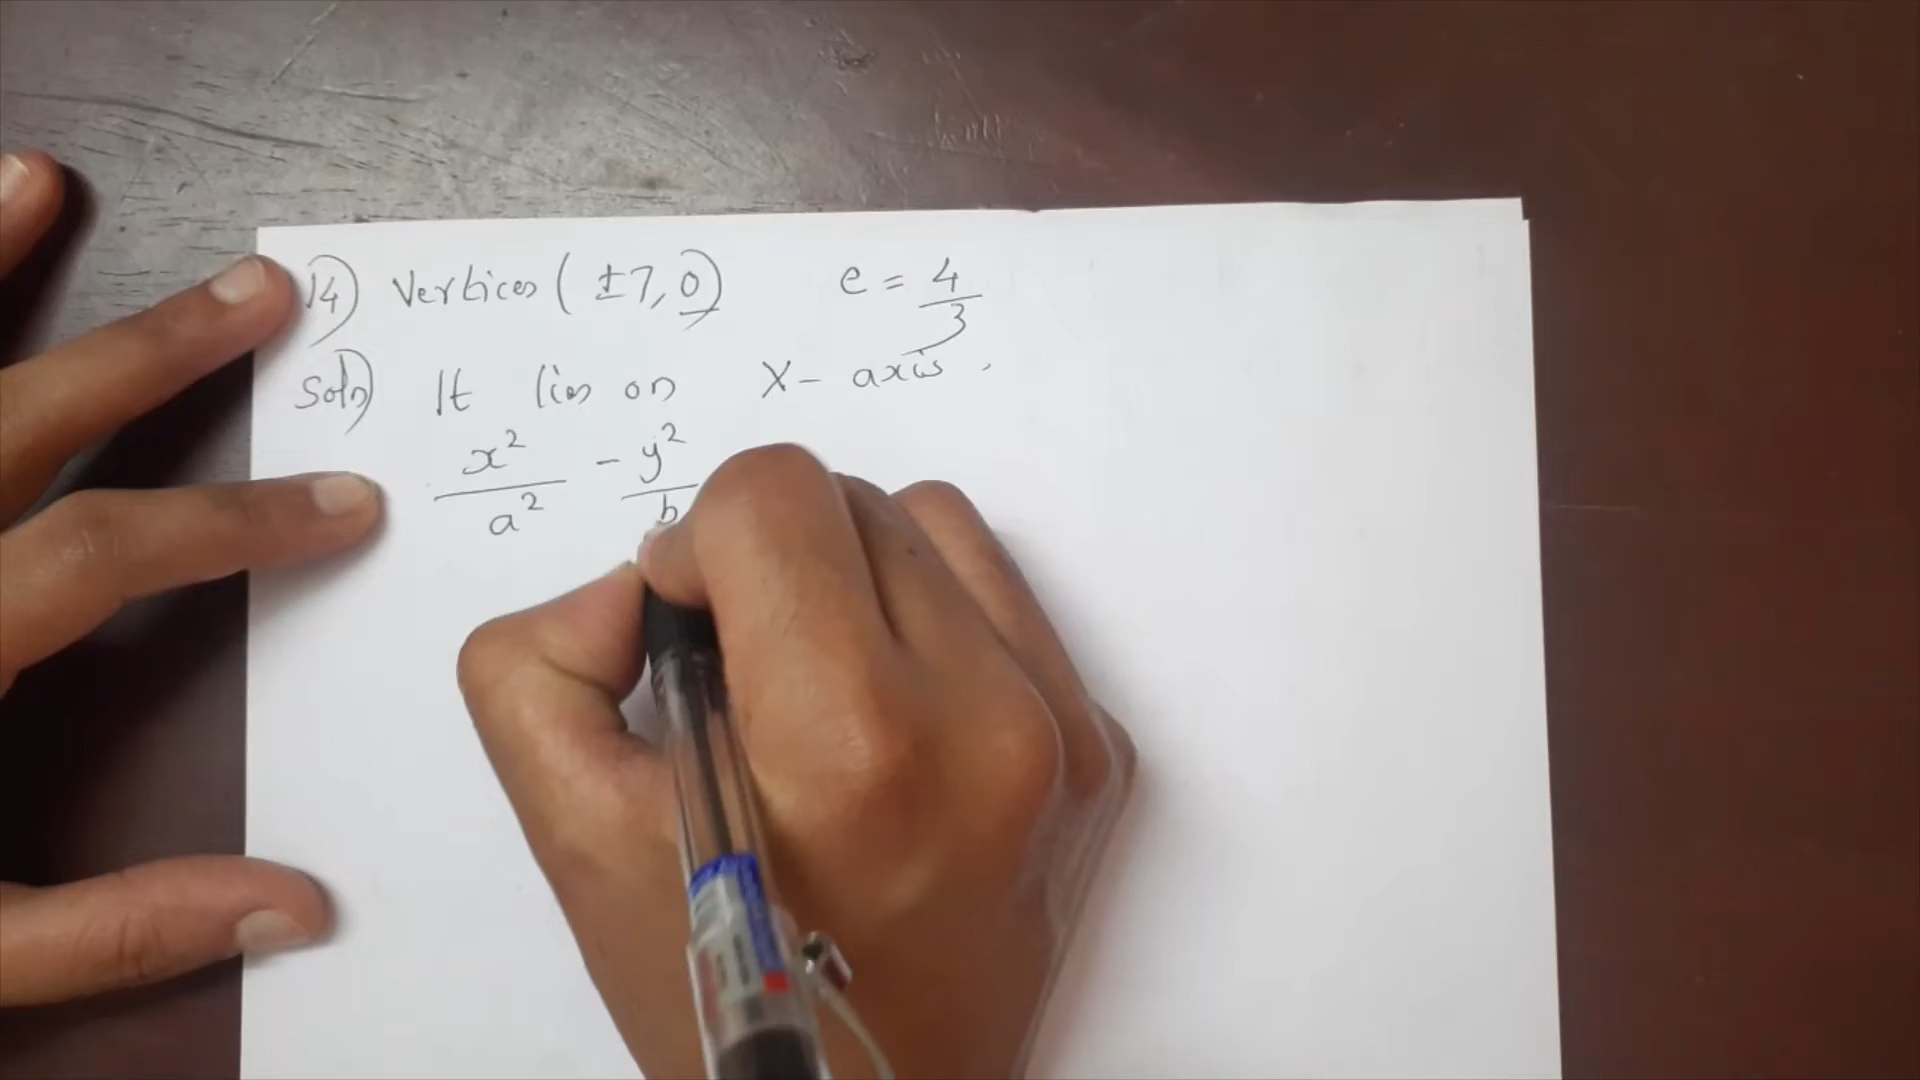 14) Vertices (±7, 0) e = 4/3
Soln) It lies on X- axis.
x²/a² - y²/b